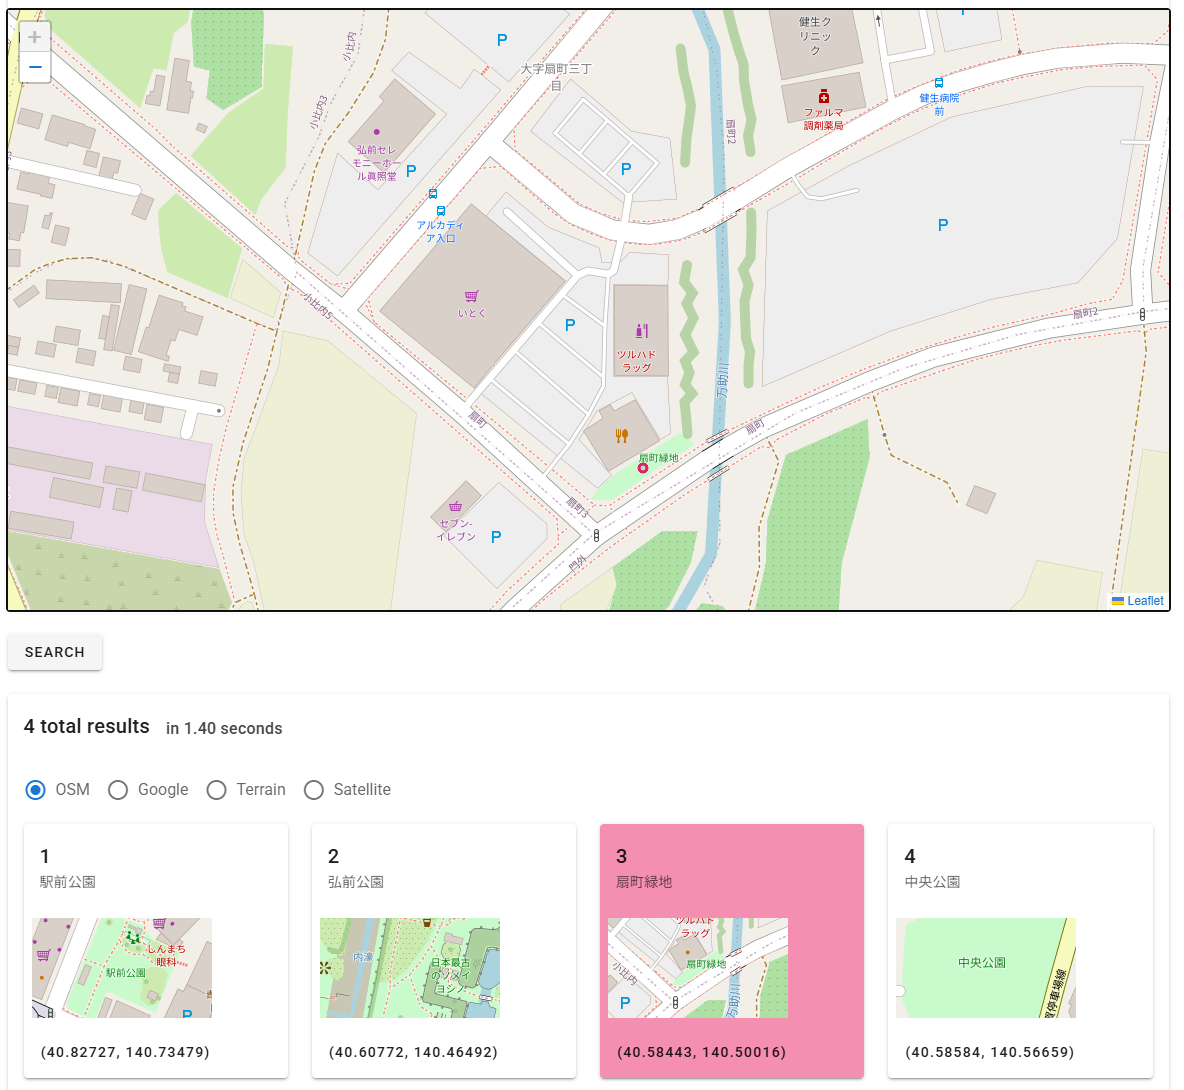 +
−
小比内
小比内3
P
大字扇町三丁
目
健生ク
リニッ
ク
ファルマ
調剤薬局
健生病院
前
扇町2
弘前セレ
モニーホー
ル眞照堂
P
P
アルカディ
ア入口
P
小比内5
いとく
P
ツルハド
ラッグ
万助川
扇町2
扇町
扇町
扇町緑地
扇町3
セブン-
イレブン
P
門外
Leaflet
SEARCH
4 total results in 1.40 seconds
OSM Google Terrain Satellite
1
駅前公園
しんまち
眼科
駅前公園
P
(40.82727, 140.73479)
2
弘前公園
内濠
日本最古
のソメイ
ヨシノ
(40.60772, 140.46492)
3
扇町緑地
ツルハド
ラッグ
扇町緑地
小比内
P
万助川
(40.58443, 140.50016)
4
中央公園
中央公園
停車場線
(40.58584, 140.56659)